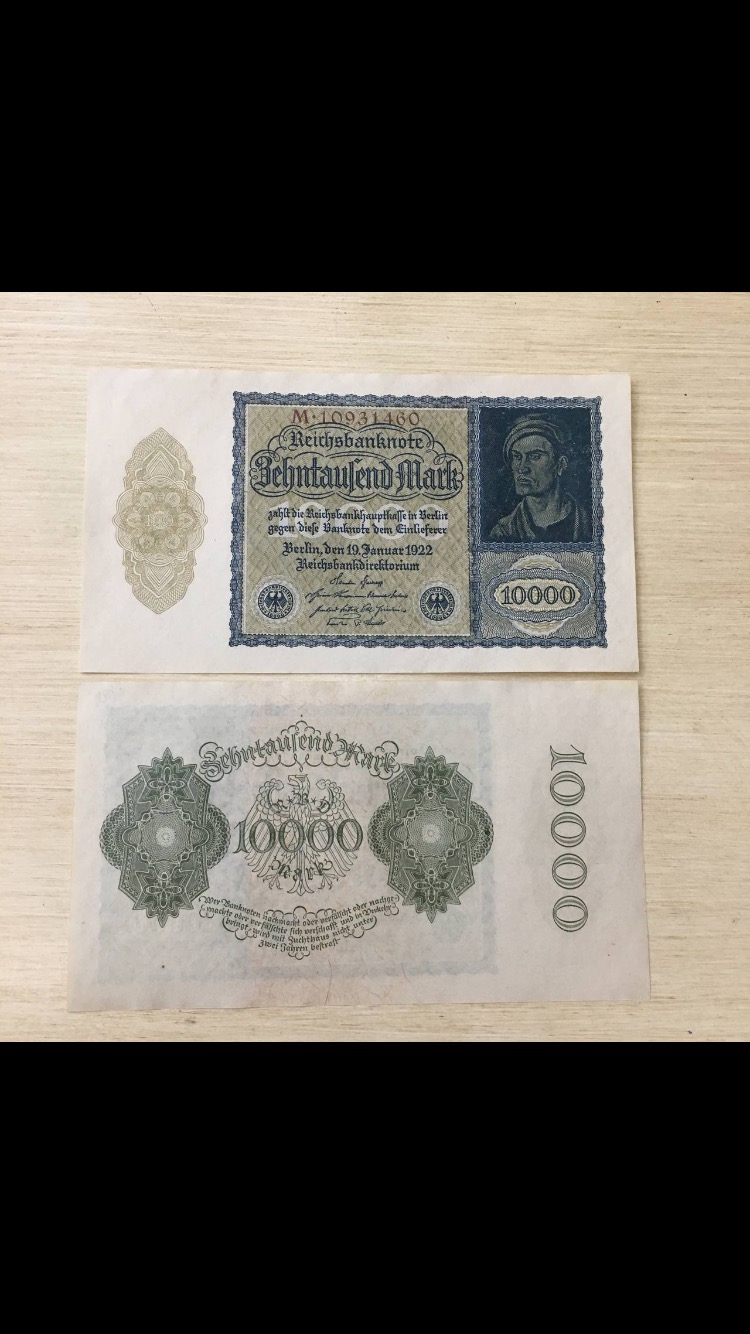 M·10931460
Reichsbanknote
Zehntausend Mark
zahlt die Reichsbankhauptkasse in Berlin
gegen diese Banknote dem Einlieferer
Berlin, den 19. Januar 1922
Reichsbankdirektorium
10000
Zehntausend Mark
R·B·D
10000
Mark
10000
Wer Banknoten nachmacht oder verfälscht oder nachge-
machte oder verfälschte sich verschafft und in Verkehr
bringt, wird mit Zuchthaus nicht unter
zwei Jahren bestraft